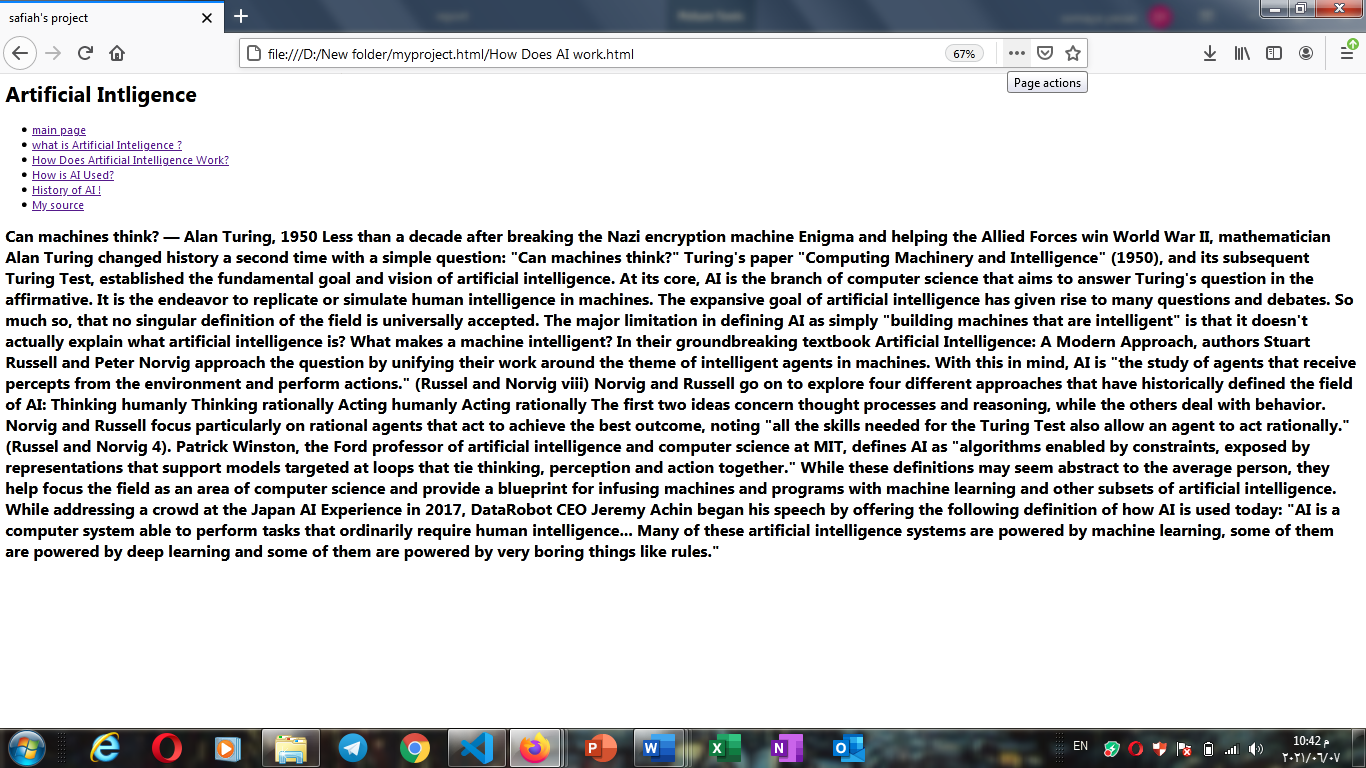 safiah's project
file:///D:/New folder/myproject.html/How Does AI work.html
67%
Page actions
Artificial Intligence
main page
what is Artificial Inteligence ?
How Does Artificial Intelligence Work?
How is AI Used?
History of AI !
My source
Can machines think? — Alan Turing, 1950 Less than a decade after breaking the Nazi encryption machine Enigma and helping the Allied Forces win World War II, mathematician
Alan Turing changed history a second time with a simple question: "Can machines think?" Turing's paper "Computing Machinery and Intelligence" (1950), and its subsequent
Turing Test, established the fundamental goal and vision of artificial intelligence. At its core, AI is the branch of computer science that aims to answer Turing's question in the
affirmative. It is the endeavor to replicate or simulate human intelligence in machines. The expansive goal of artificial intelligence has given rise to many questions and debates. So
much so, that no singular definition of the field is universally accepted. The major limitation in defining AI as simply "building machines that are intelligent" is that it doesn't
actually explain what artificial intelligence is? What makes a machine intelligent? In their groundbreaking textbook Artificial Intelligence: A Modern Approach, authors Stuart
Russell and Peter Norvig approach the question by unifying their work around the theme of intelligent agents in machines. With this in mind, AI is "the study of agents that receive
percepts from the environment and perform actions." (Russel and Norvig viii) Norvig and Russell go on to explore four different approaches that have historically defined the field
of AI: Thinking humanly Thinking rationally Acting humanly Acting rationally The first two ideas concern thought processes and reasoning, while the others deal with behavior.
Norvig and Russell focus particularly on rational agents that act to achieve the best outcome, noting "all the skills needed for the Turing Test also allow an agent to act rationally."
(Russel and Norvig 4). Patrick Winston, the Ford professor of artificial intelligence and computer science at MIT, defines AI as "algorithms enabled by constraints, exposed by
representations that support models targeted at loops that tie thinking, perception and action together." While these definitions may seem abstract to the average person, they
help focus the field as an area of computer science and provide a blueprint for infusing machines and programs with machine learning and other subsets of artificial intelligence.
While addressing a crowd at the Japan AI Experience in 2017, DataRobot CEO Jeremy Achin began his speech by offering the following definition of how AI is used today: "AI is a
computer system able to perform tasks that ordinarily require human intelligence... Many of these artificial intelligence systems are powered by machine learning, some of them
are powered by deep learning and some of them are powered by very boring things like rules."
EN
10:42 م
٢٠٢١/٠٦/٠٧